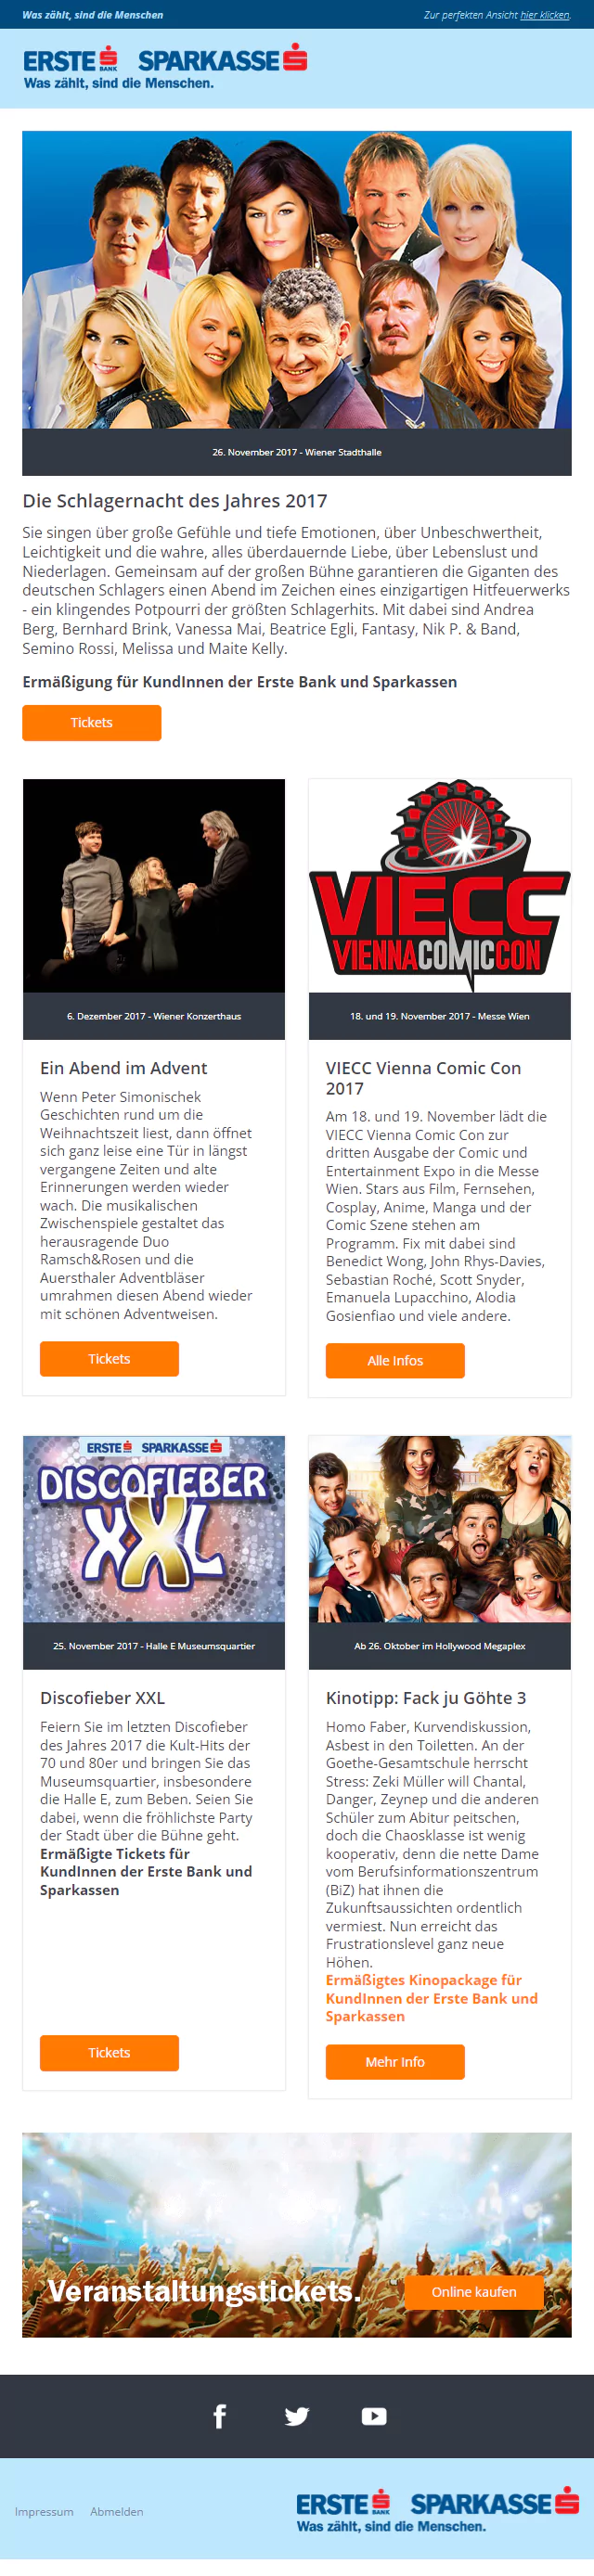 Was zählt, sind die Menschen
Zur perfekten Ansicht hier klicken.
ERSTE BANK SPARKASSE
Was zählt, sind die Menschen.
26. November 2017 - Wiener Stadthalle
Die Schlagernacht des Jahres 2017
Sie singen über große Gefühle und tiefe Emotionen, über Unbeschwertheit,
Leichtigkeit und die wahre, alles überdauernde Liebe, über Lebenslust und
Niederlagen. Gemeinsam auf der großen Bühne garantieren die Giganten des
deutschen Schlagers einen Abend im Zeichen eines einzigartigen Hitfeuerwerks
- ein klingendes Potpourri der größten Schlagerhits. Mit dabei sind Andrea
Berg, Bernhard Brink, Vanessa Mai, Beatrice Egli, Fantasy, Nik P. & Band,
Semino Rossi, Melissa und Maite Kelly.
Ermäßigung für KundInnen der Erste Bank und Sparkassen
Tickets
6. Dezember 2017 - Wiener Konzerthaus
Ein Abend im Advent
Wenn Peter Simonischek
Geschichten rund um die
Weihnachtszeit liest, dann öffnet
sich ganz leise eine Tür in längst
vergangene Zeiten und alte
Erinnerungen werden wieder
wach. Die musikalischen
Zwischenspiele gestaltet das
herausragende Duo
Ramsch&Rosen und die
Auersthaler Adventbläser
umrahmen diesen Abend wieder
mit schönen Adventweisen.
Tickets
VIECC
VIENNA COMIC CON
18. und 19. November 2017 - Messe Wien
VIECC Vienna Comic Con
2017
Am 18. und 19. November lädt die
VIECC Vienna Comic Con zur
dritten Ausgabe der Comic und
Entertainment Expo in die Messe
Wien. Stars aus Film, Fernsehen,
Cosplay, Anime, Manga und der
Comic Szene stehen am
Programm. Fix mit dabei sind
Benedict Wong, John Rhys-Davies,
Sebastian Roché, Scott Snyder,
Emanuela Lupacchino, Alodia
Gosienfiao und viele andere.
Alle Infos
ERSTE SPARKASSE
DISCOFIEBER
XXL
25. November 2017 - Halle E Museumsquartier
Discofieber XXL
Feiern Sie im letzten Discofieber
des Jahres 2017 die Kult-Hits der
70 und 80er und bringen Sie das
Museumsquartier, insbesondere
die Halle E, zum Beben. Seien Sie
dabei, wenn die fröhlichste Party
der Stadt über die Bühne geht.
Ermäßigte Tickets für
KundInnen der Erste Bank und
Sparkassen
Tickets
Ab 26. Oktober im Hollywood Megaplex
Kinotipp: Fack ju Göhte 3
Homo Faber, Kurvendiskussion,
Asbest in den Toiletten. An der
Goethe-Gesamtschule herrscht
Stress: Zeki Müller will Chantal,
Danger, Zeynep und die anderen
Schüler zum Abitur peitschen,
doch die Chaosklasse ist wenig
kooperativ, denn die nette Dame
vom Berufsinformationszentrum
(BiZ) hat ihnen die
Zukunftsaussichten ordentlich
vermiest. Nun erreicht das
Frustrationslevel ganz neue
Höhen.
Ermäßigtes Kinopackage für
KundInnen der Erste Bank und
Sparkassen
Mehr Info
Veranstaltungstickets.
Online kaufen
Impressum Abmelden
ERSTE BANK SPARKASSE
Was zählt, sind die Menschen.